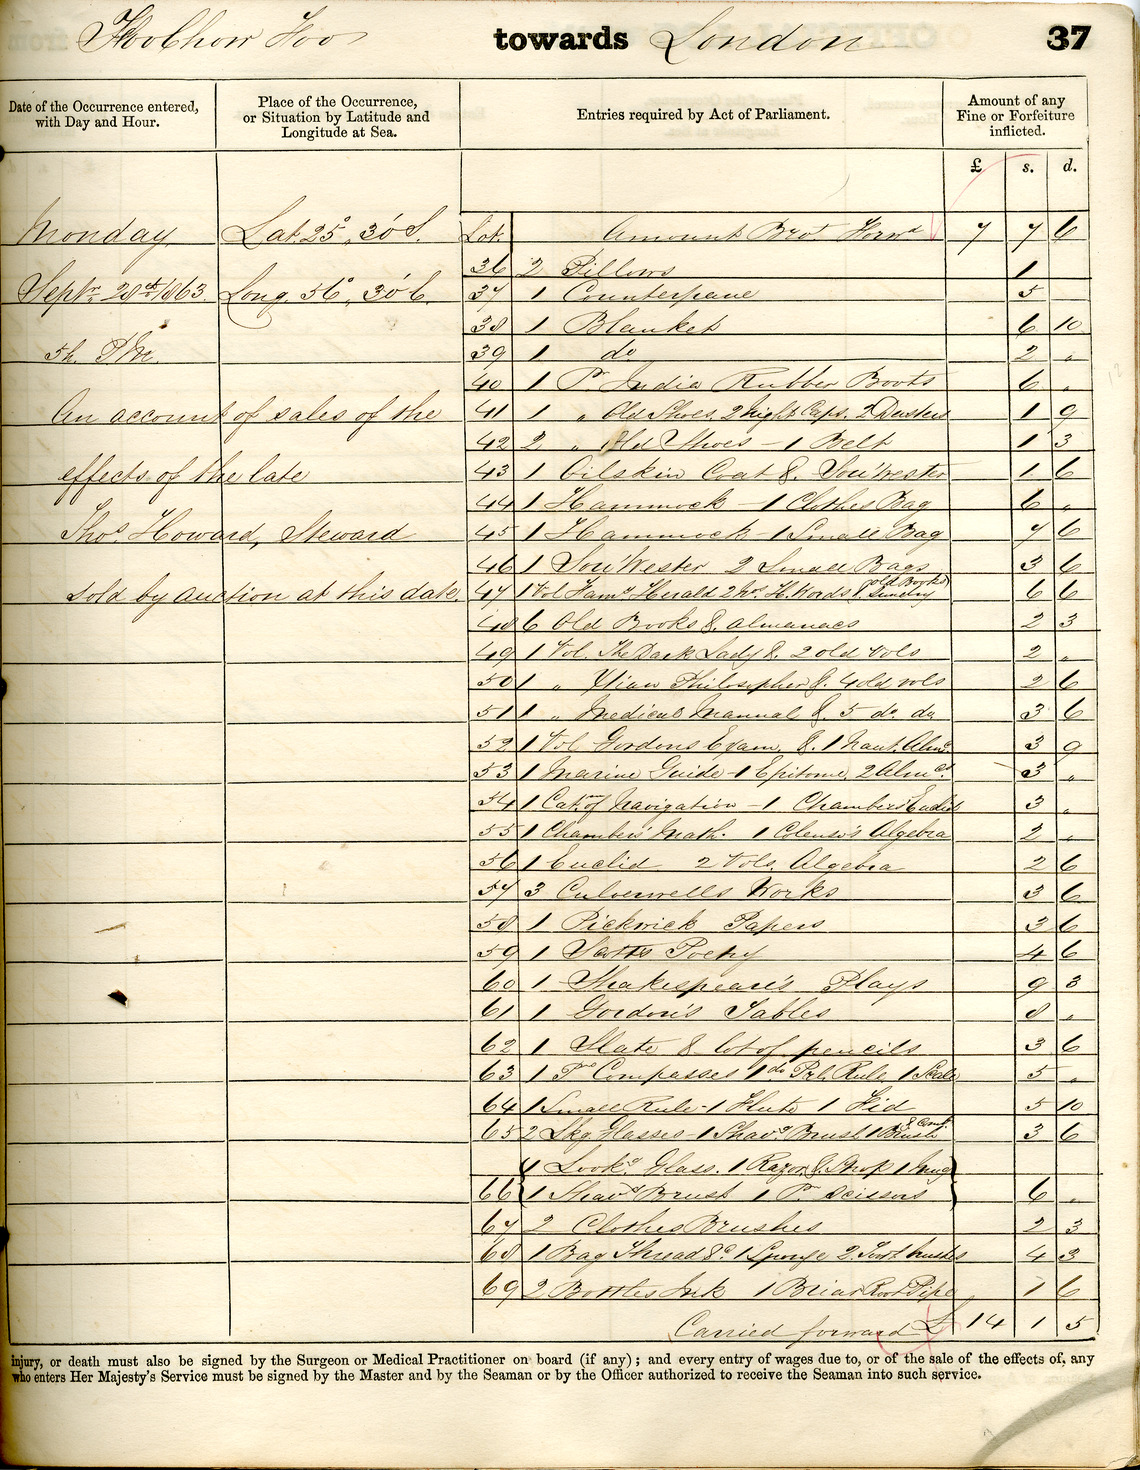 Foo Chow Foo towards London 37
Date of the Occurrence entered, with Day and Hour.
Place of the Occurrence, or Situation by Latitude and Longitude at Sea.
Entries required by Act of Parliament.
Amount of any Fine or Forfeiture inflicted.
£ s. d.
Monday
Septr 28th/1863
5h. P.M.
An account of sales of the
effects of the late
Thos. Howard, Steward
sold by auction at this date.
Lat 25°, 30' S.
Long. 56°, 30' E.
Lot. Amount Brot. Forwd 7 7 6
36 2 Pillows 1
37 1 Counterpane 5
38 1 Blanket 6 10
39 1 do 2 "
40 1 Pr India Rubber Boots 6 "
41 1 " Old Shoes, 2 Night Caps, 2 Dusters 1 9
42 2 " Old Shoes - 1 Belt 1 3
43 1 Oilskin Coat & Sou'Wester 1 6
44 1 Hammock - 1 Clothes Bag 6 "
45 1 Hammock - 1 Small Bag 7 6
46 1 Sou'Wester 2 Small Bags 3 6
47 1 Vol Famy Herald 2 nos. H. Words & Sundry old Books 6 6
48 6 Old Books & Almanacs 2 3
49 1 Vol. The Dark Lady & 2 old Vols 2 "
50 1 " Philosopher & 4 old vols 2 6
51 1 " Medical Manual & 5 do. do 3 6
52 1 Vol Gordons Exam. & 1 Naut. Almc. 3 9
53 1 Marine Guide - 1 Epitome, 2 Almcs. 3 "
54 1 of Navigation - 1 Chambers' Euclid 3 "
55 1 Chambers' Math. 1 Colenso's Algebra 2 "
56 1 Euclid 2 Vols. Algebra 2 6
57 3 Culverwells Works 3 6
58 1 Pickwick Papers 3 6
59 1 Scotts Poetry 4 6
60 1 Shakespeare's Plays 9 3
61 1 Gordon's Tables 8 "
62 1 Slate & lot of pencils 3 6
63 1 Pr Compasses 1 do Prl. Rule 1 Scale 5 "
64 1 Small Rule - 1 Flute 1 5 10
65 2 Lkg Glasses - 1 Shavg Brush 1 Brush & Comb 3 6
1 Lookg Glass. 1 Razor & Strop 1 Mug
66 1 Shavg Brush 1 Pr Scissors 6 "
67 2 Clothes Brushes 2 3
68 1 Bag Thread &c. 1 Sponge 2 Tooth brushes 4 3
69 2 Bottles Ink 1 Briar Root Pipe 1 6
Carried forward £ 14 1 5
injury, or death must also be signed by the Surgeon or Medical Practitioner on board (if any); and every entry of wages due to, or of the sale of the effects of, any
who enters Her Majesty's Service must be signed by the Master and by the Seaman or by the Officer authorized to receive the Seaman into such service.